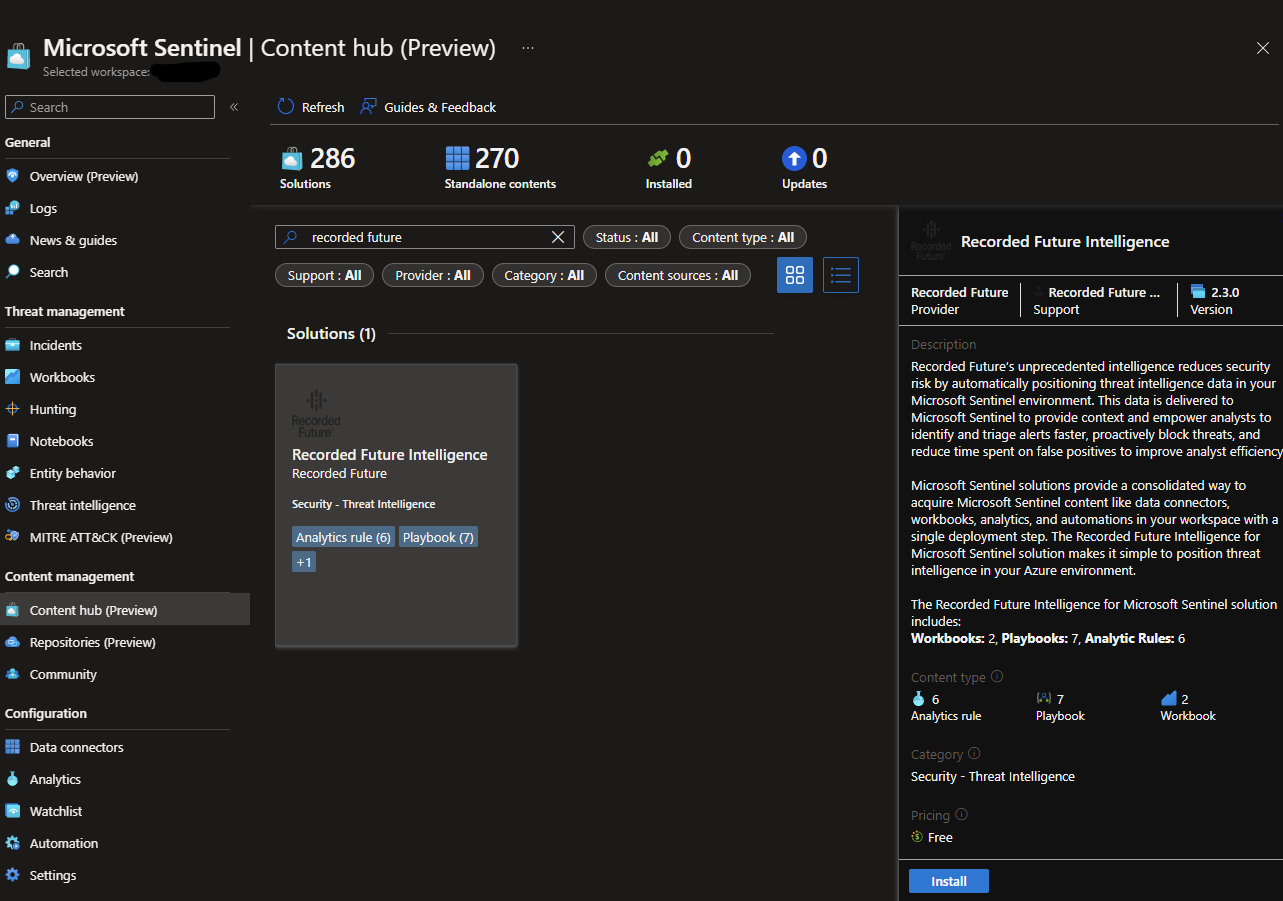 Microsoft Sentinel | Content hub (Preview) ...
Selected workspace:
Search «
General
Overview (Preview)
Logs
News & guides
Search
Threat management
Incidents
Workbooks
Hunting
Notebooks
Entity behavior
Threat intelligence
MITRE ATT&CK (Preview)
Content management
Content hub (Preview)
Repositories (Preview)
Community
Configuration
Data connectors
Analytics
Watchlist
Automation
Settings
Refresh Guides & Feedback
286 270 0 0
Solutions Standalone contents Installed Updates
recorded future Status : All Content type : All
Support : All Provider : All Category : All Content sources : All
Solutions (1)
Recorded
Future
Recorded Future Intelligence
Recorded Future
Security - Threat Intelligence
Analytics rule (6) Playbook (7)
+1
Recorded
Future
Recorded Future Intelligence
Recorded Future Recorded Future ... 2.3.0
Provider Support Version
Description
Recorded Future's unprecedented intelligence reduces security
risk by automatically positioning threat intelligence data in your
Microsoft Sentinel environment. This data is delivered to
Microsoft Sentinel to provide context and empower analysts to
identify and triage alerts faster, proactively block threats, and
reduce time spent on false positives to improve analyst efficiency
Microsoft Sentinel solutions provide a consolidated way to
acquire Microsoft Sentinel content like data connectors,
workbooks, analytics, and automations in your workspace with a
single deployment step. The Recorded Future Intelligence for
Microsoft Sentinel solution makes it simple to position threat
intelligence in your Azure environment.
The Recorded Future Intelligence for Microsoft Sentinel solution
includes:
Workbooks: 2, Playbooks: 7, Analytic Rules: 6
Content type
6 7 2
Analytics rule Playbook Workbook
Category
Security - Threat Intelligence
Pricing
Free
Install